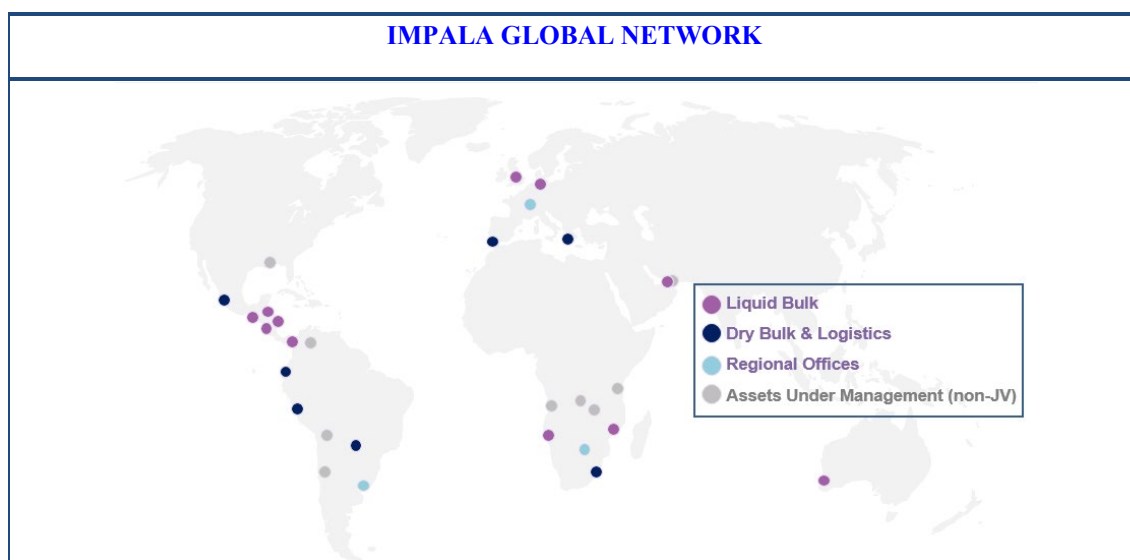 IMPALA GLOBAL NETWORK
Liquid Bulk
Dry Bulk & Logistics
Regional Offices
Assets Under Management (non-JV)